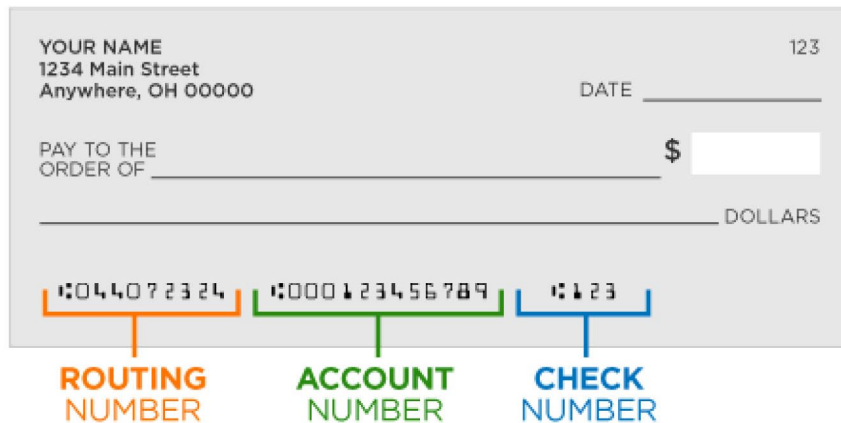 YOUR NAME 123
1234 Main Street
Anywhere, OH 00000 DATE
PAY TO THE
ORDER OF $
DOLLARS
⑆044072324 ⑆000123456789 ⑆123
ROUTING ACCOUNT CHECK
NUMBER NUMBER NUMBER